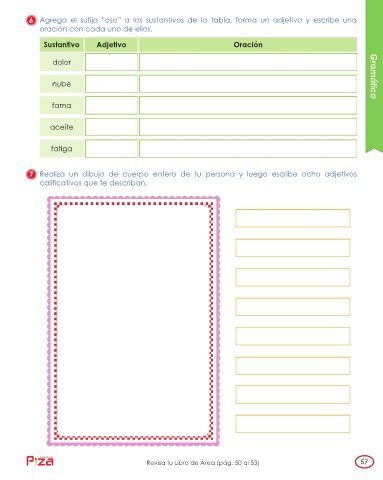 6 Agrega el sufijo "oso" a los sustantivos de la tabla, forma un adjetivo y escribe una
oración con cada uno de ellos.
Sustantivo Adjetivo Oración
dolor
nube
fama
aceite
fatiga
Gramática
7 Realiza un dibujo de cuerpo entero de tu persona y luego escribe ocho adjetivos
calificativos que te describan.
Revisa tu Libro de Área (pág. 50 al 53)
57